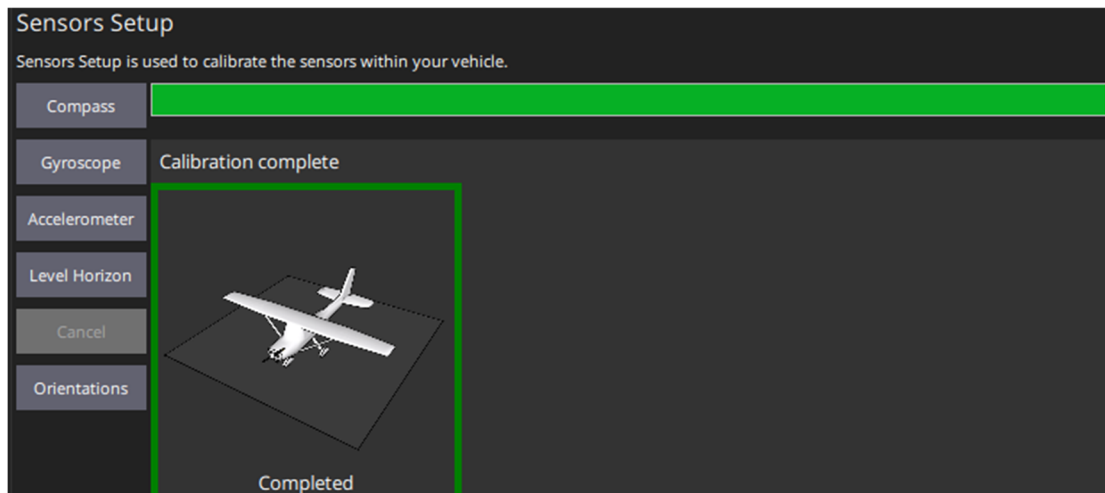 Sensors Setup
Sensors Setup is used to calibrate the sensors within your vehicle.
Compass
Gyroscope
Calibration complete
Accelerometer
Level Horizon
Cancel
Orientations
Completed